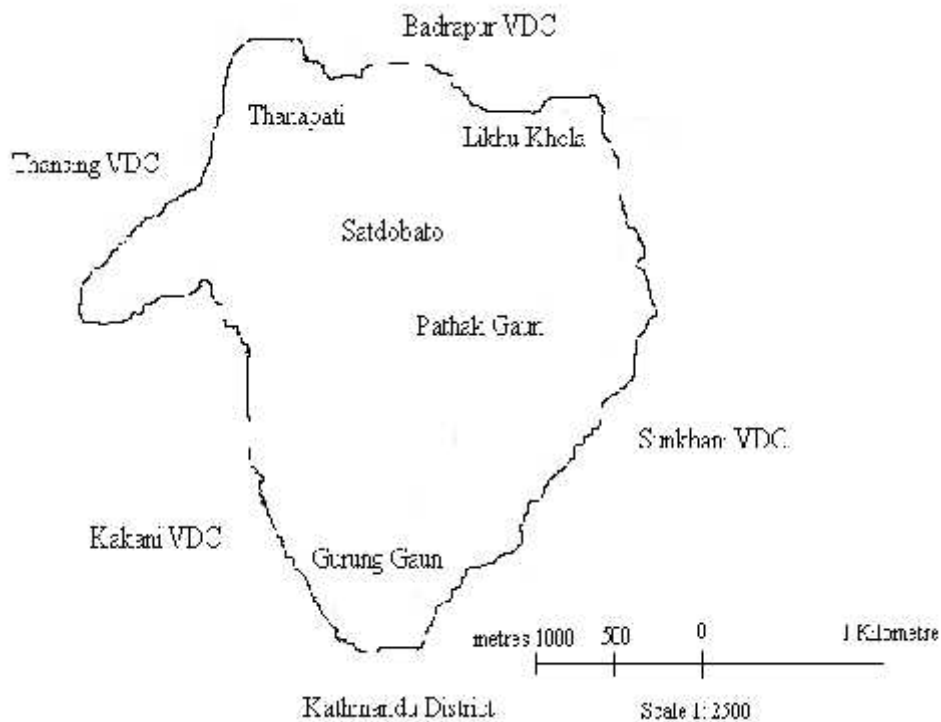 Badrapur VDC
Thanapati
Likhu Khola
Thansing VDC
Satdobato
Pathak Gaun
Sunkhani VDC
Kakani VDC
Gurung Gaun
metres 1000 500 0 1 Kilometre
Kathmandu District
Scale 1: 2500